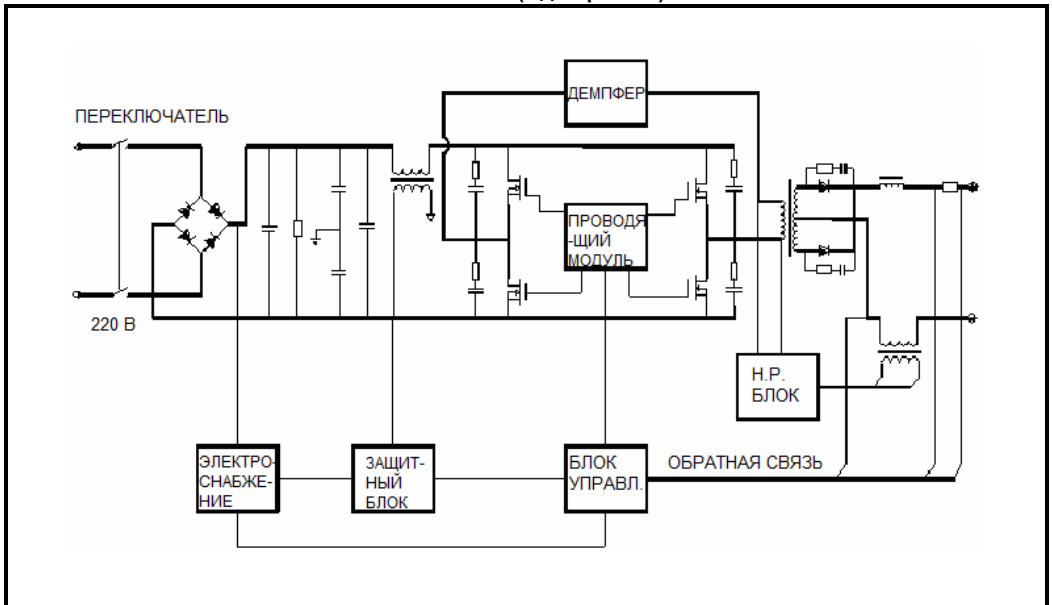 ДЕМПФЕР
ПЕРЕКЛЮЧАТЕЛЬ
ПРОВОДЯ
-ЩИЙ
МОДУЛЬ
220 В
Н.Р.
БЛОК
ЭЛЕКТРО-
СНАБЖЕ-
НИЕ
ЗАЩИТ-
НЫЙ
БЛОК
БЛОК
УПРАВЛ.
ОБРАТНАЯ СВЯЗЬ